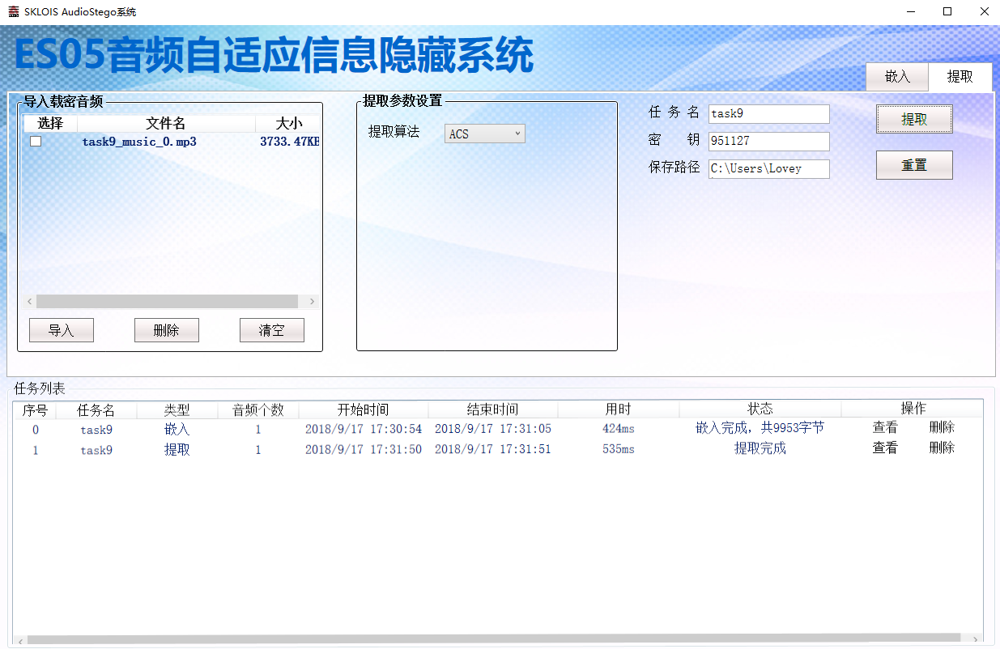 SKLOIS AudioStego系统
ES05音频自适应信息隐藏系统
嵌入 提取
导入载密音频
选择 文件名 大小
task9_music_0.mp3 3733.47KB
导入 删除 清空
提取参数设置
提取算法 ACS
任务名 task9
密钥 951127
保存路径 C:\Users\Lovey
提取
重置
任务列表
序号 任务名 类型 音频个数 开始时间 结束时间 用时 状态 操作
0 task9 嵌入 1 2018/9/17 17:30:54 2018/9/17 17:31:05 424ms 嵌入完成，共9953字节 查看 删除
1 task9 提取 1 2018/9/17 17:31:50 2018/9/17 17:31:51 535ms 提取完成 查看 删除